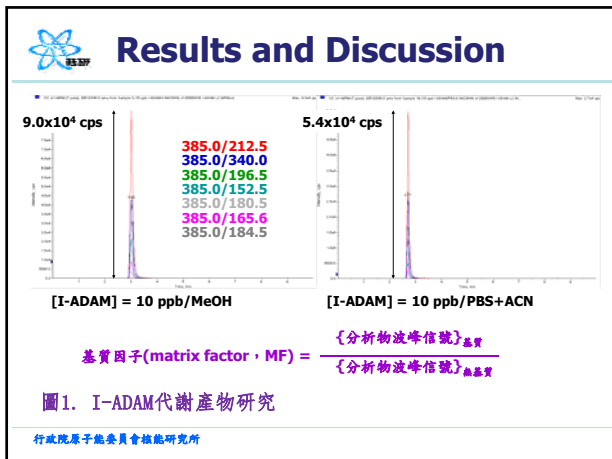 核研
Results and Discussion
9.0x10⁴ cps
5.4x10⁴ cps
385.0/212.5
385.0/340.0
385.0/196.5
385.0/152.5
385.0/180.5
385.0/165.6
385.0/184.5
[I-ADAM] = 10 ppb/MeOH
[I-ADAM] = 10 ppb/PBS+ACN
{分析物波峰信號}基質
基質因子(matrix factor，MF) =
{分析物波峰信號}無基質
圖1. I-ADAM代謝產物研究
行政院原子能委員會核能研究所